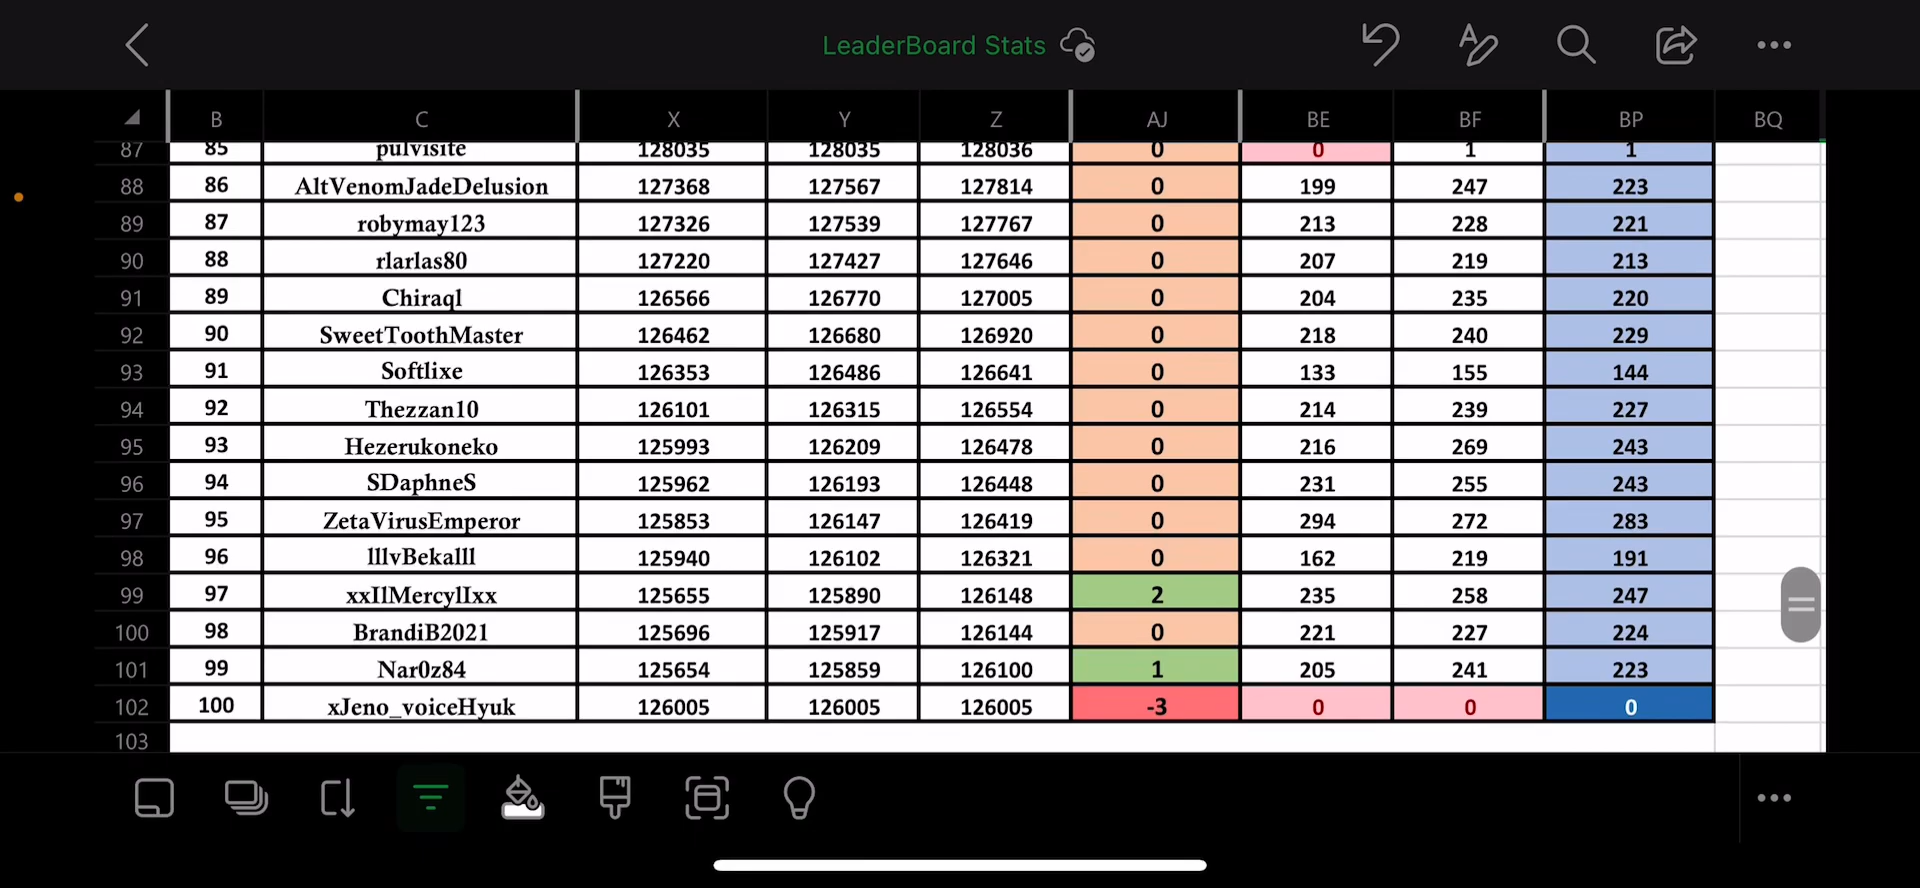 LeaderBoard Stats
B C X Y Z AJ BE BF BP BQ
87 85 pulvisite 128035 128035 128036 0 0 1 1
88 86 AltVenomJadeDelusion 127368 127567 127814 0 199 247 223
89 87 robymay123 127326 127539 127767 0 213 228 221
90 88 rlarlas80 127220 127427 127646 0 207 219 213
91 89 Chiraql 126566 126770 127005 0 204 235 220
92 90 SweetToothMaster 126462 126680 126920 0 218 240 229
93 91 Softlixe 126353 126486 126641 0 133 155 144
94 92 Thezzan10 126101 126315 126554 0 214 239 227
95 93 Hezerukoneko 125993 126209 126478 0 216 269 243
96 94 SDaphneS 125962 126193 126448 0 231 255 243
97 95 ZetaVirusEmperor 125853 126147 126419 0 294 272 283
98 96 lllvBekalll 125940 126102 126321 0 162 219 191
99 97 xxIlMercylIxx 125655 125890 126148 2 235 258 247
100 98 BrandiB2021 125696 125917 126144 0 221 227 224
101 99 Nar0z84 125654 125859 126100 1 205 241 223
102 100 xJeno_voiceHyuk 126005 126005 126005 -3 0 0 0
103